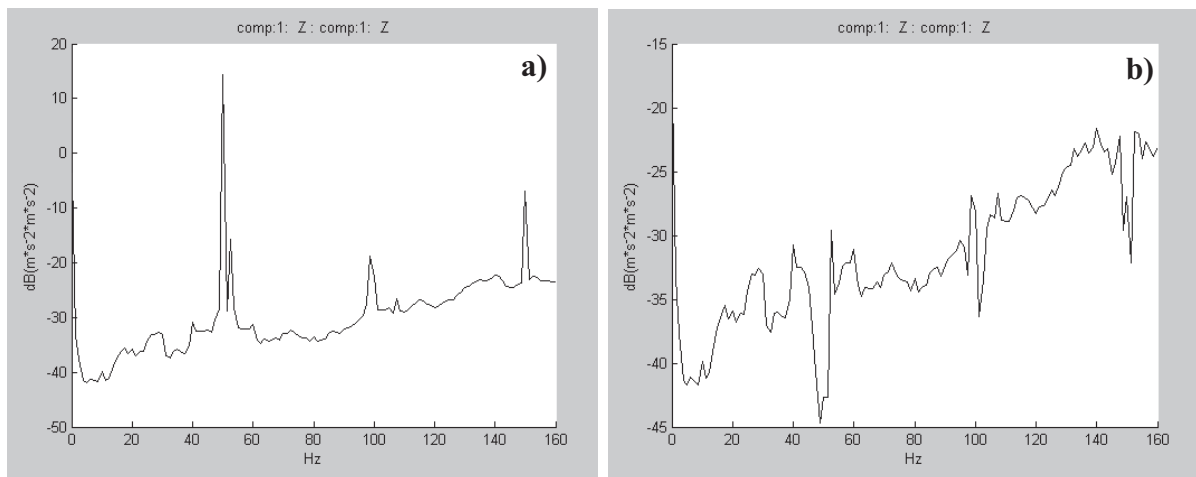 comp:1: Z : comp:1: Z
a)
20
10
0
-10
-20
-30
-40
-50
dB(m*s-2*m*s-2)
0 20 40 60 80 100 120 140 160
Hz
comp:1: Z : comp:1: Z
b)
-15
-20
-25
-30
-35
-40
-45
dB(m*s-2*m*s-2)
0 20 40 60 80 100 120 140 160
Hz